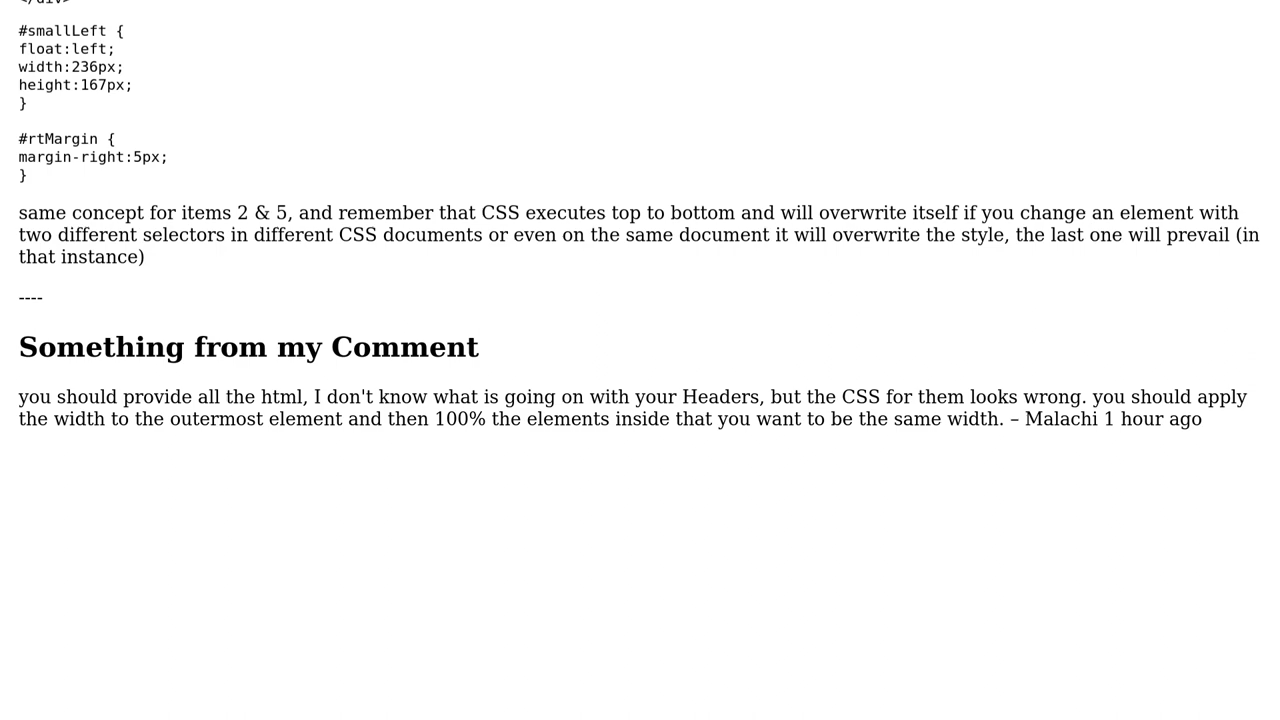 </div>
#smallLeft {
float:left;
width:236px;
height:167px;
}
#rtMargin {
margin-right:5px;
}
same concept for items 2 & 5, and remember that CSS executes top to bottom and will overwrite itself if you change an element with
two different selectors in different CSS documents or even on the same document it will overwrite the style, the last one will prevail (in
that instance)
----
Something from my Comment
you should provide all the html, I don't know what is going on with your Headers, but the CSS for them looks wrong. you should apply
the width to the outermost element and then 100% the elements inside that you want to be the same width. – Malachi 1 hour ago